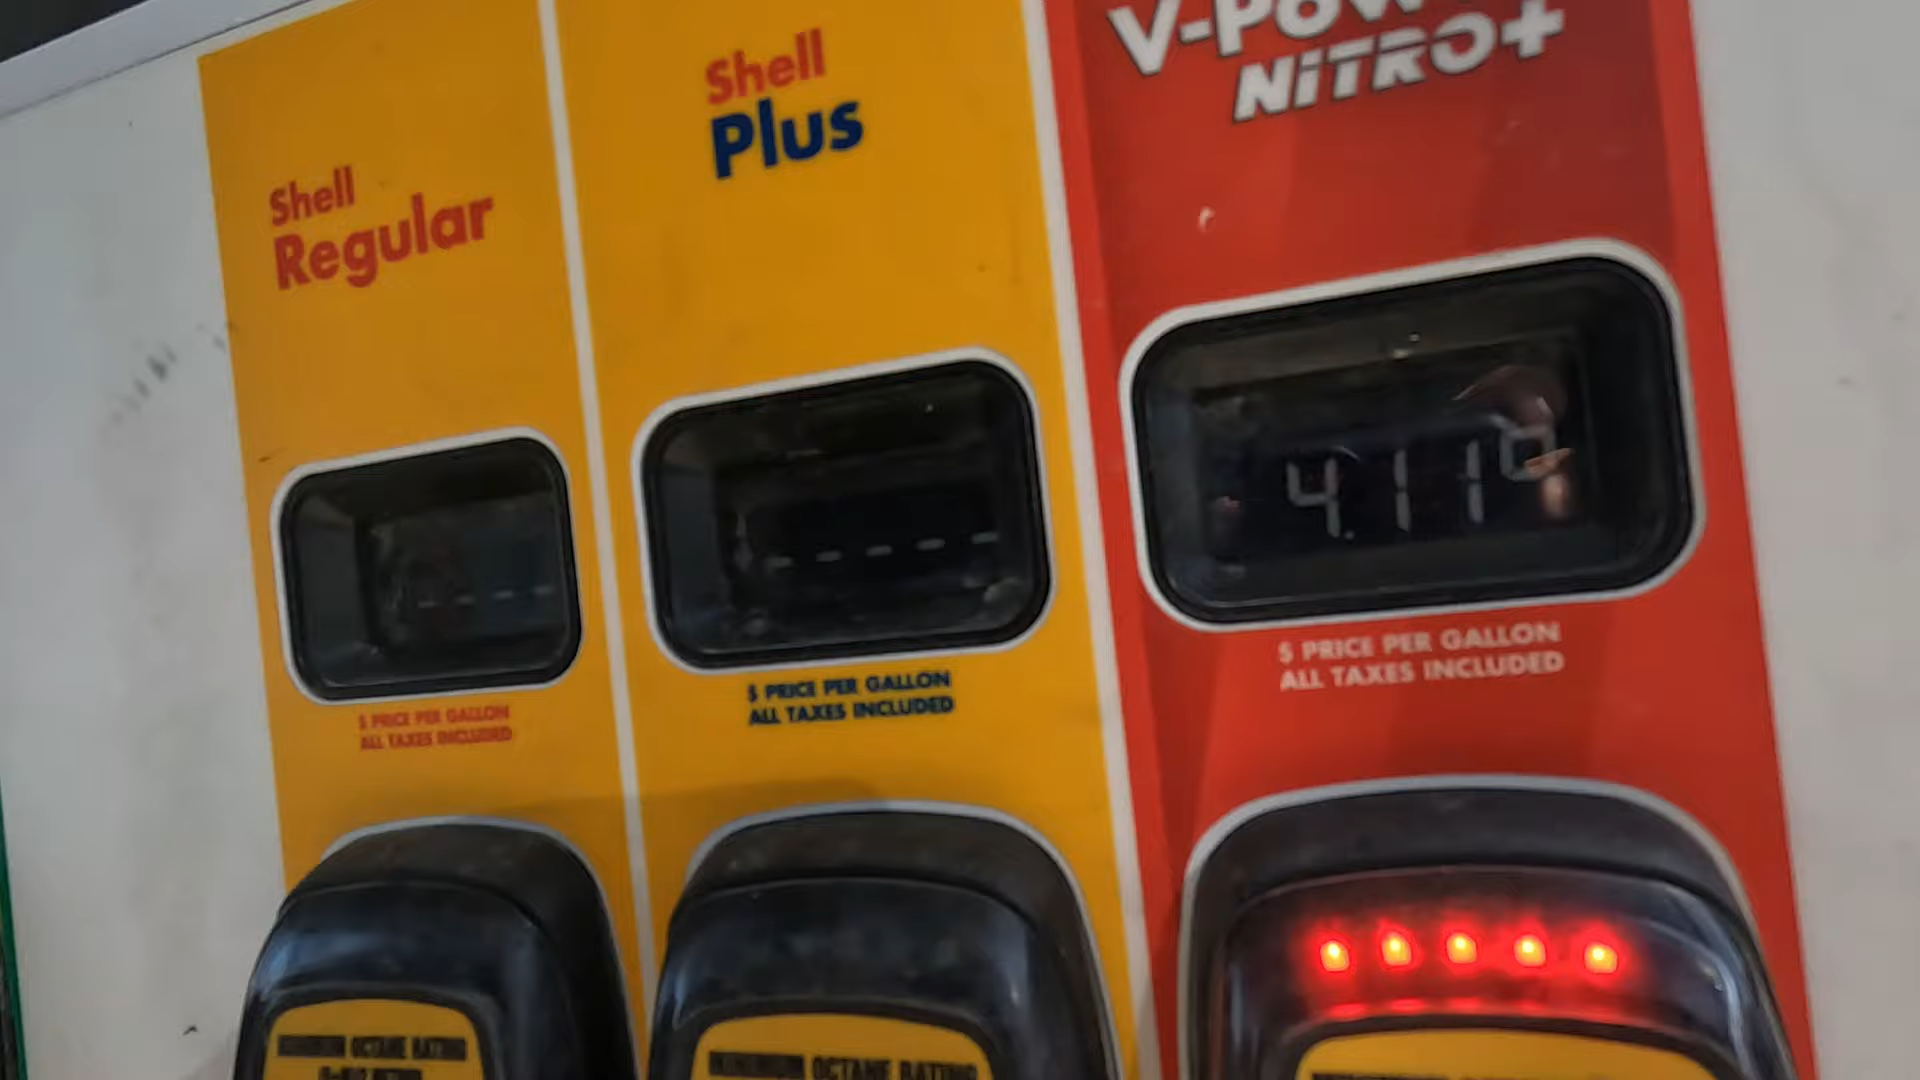 Shell
Regular
Shell
Plus
V-Pow
NiTRO+
- - - -
- - - - -
4.119
$ PRICE PER GALLON
ALL TAXES INCLUDED
$ PRICE PER GALLON
ALL TAXES INCLUDED
$ PRICE PER GALLON
ALL TAXES INCLUDED
MINIMUM OCTANE RATING
MINIMUM OCTANE RATING